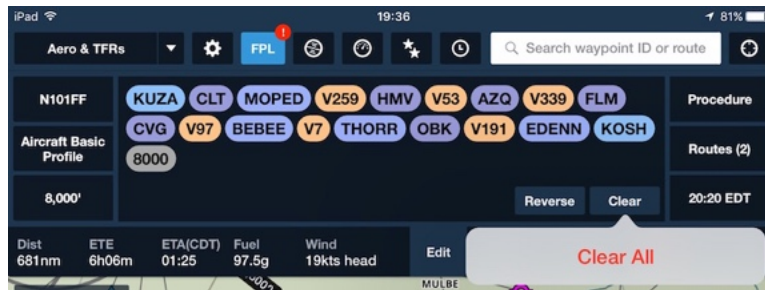 iPad 19:36 81%
Aero & TFRs FPL ! Search waypoint ID or route
N101FF KUZA CLT MOPED V259 HMV V53 AZQ V339 FLM Procedure
Aircraft Basic Profile CVG V97 BEBEE V7 THORR OBK V191 EDENN KOSH Routes (2)
8000
8,000' Reverse Clear 20:20 EDT
Dist ETE ETA(CDT) Fuel Wind
681nm 6h06m 01:25 97.5g 19kts head Edit Clear All
MULBE